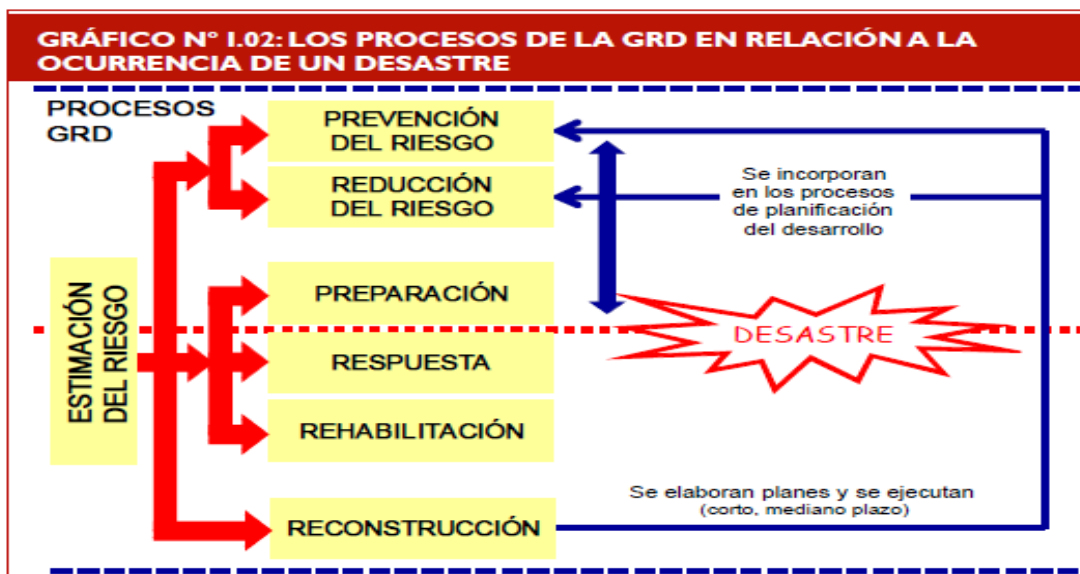 GRÁFICO N° I.02: LOS PROCESOS DE LA GRD EN RELACIÓN A LA
OCURRENCIA DE UN DESASTRE
PROCESOS
GRD
PREVENCIÓN
DEL RIESGO
REDUCCIÓN
DEL RIESGO
Se incorporan
en los procesos
de planificación
del desarrollo
ESTIMACIÓN
DEL RIESGO
PREPARACIÓN
DESASTRE
RESPUESTA
REHABILITACIÓN
Se elaboran planes y se ejecutan
(corto, mediano plazo)
RECONSTRUCCIÓN